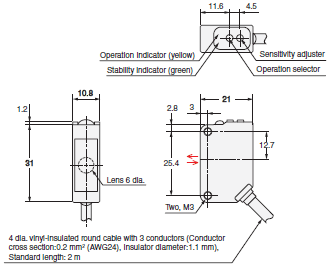 11.6 4.5
Operation indicator (yellow)
Stability indicator (green)
Sensitivity adjuster
Operation selector
10.8
1.2
31
Lens 6 dia.
21
2.8 3
25.4
12.7
Two, M3
4 dia. vinyl-insulated round cable with 3 conductors (Conductor
cross section:0.2 mm² (AWG24), Insulator diameter:1.1 mm),
Standard length: 2 m